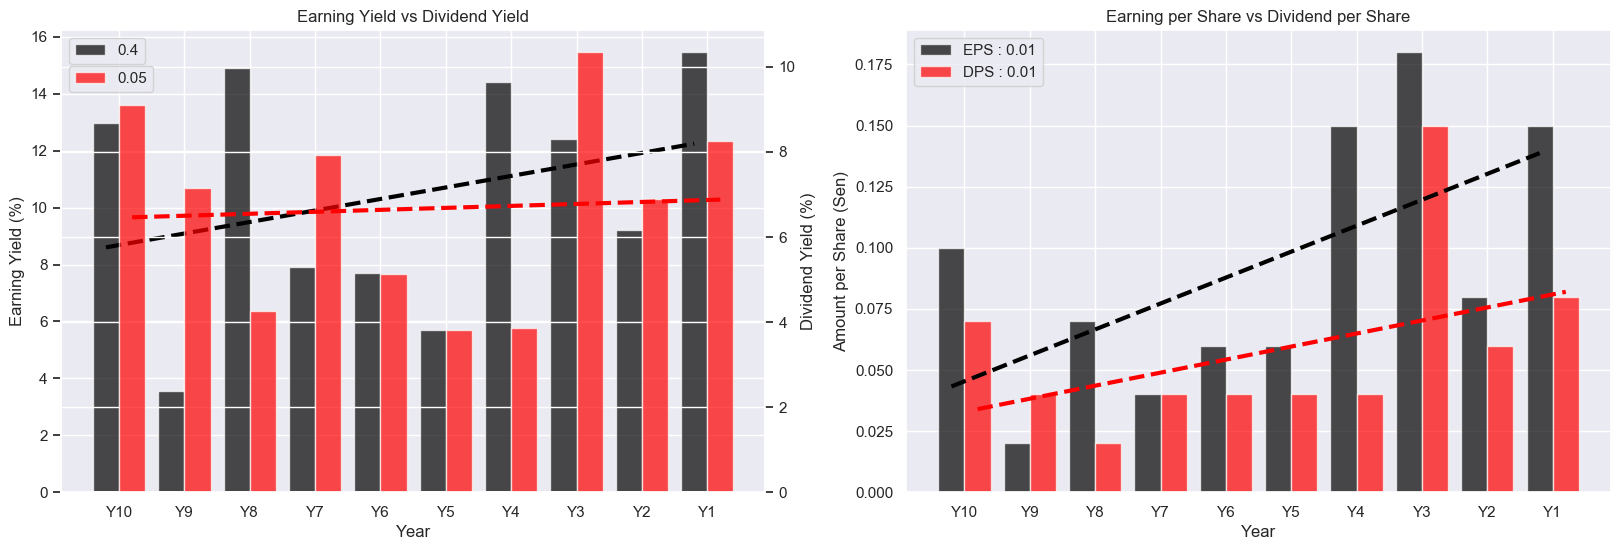 Earning Yield vs Dividend Yield
0.4
0.05
16
14
12
10
8
6
4
2
0
Earning Yield (%)
10
8
6
4
2
0
Dividend Yield (%)
Y10 Y9 Y8 Y7 Y6 Y5 Y4 Y3 Y2 Y1
Year
Earning per Share vs Dividend per Share
EPS : 0.01
DPS : 0.01
0.175
0.150
0.125
0.100
0.075
0.050
0.025
0.000
Amount per Share (Sen)
Y10 Y9 Y8 Y7 Y6 Y5 Y4 Y3 Y2 Y1
Year